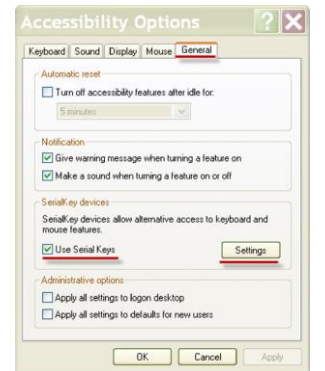 Accessibility Options
Keyboard Sound Display Mouse General
Automatic reset
Turn off accessibility features after idle for:
5 minutes
Notification
Give warning message when turning a feature on
Make a sound when turning a feature on or off
SerialKey devices
SerialKey devices allow alternative access to keyboard and
mouse features.
Use Serial Keys Settings
Administrative options
Apply all settings to logon desktop
Apply all settings to defaults for new users
OK Cancel Apply